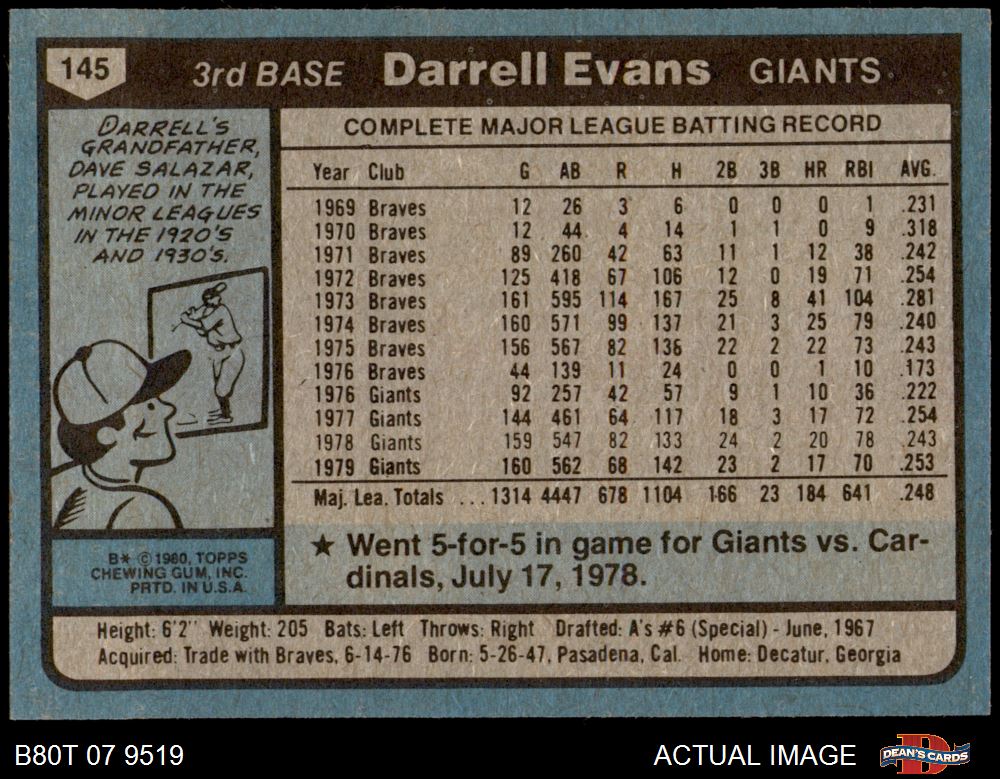 145 3rd BASE Darrell Evans GIANTS
DARRELL'S
GRANDFATHER,
DAVE SALAZAR,
PLAYED IN THE
MINOR LEAGUES
IN THE 1920'S
AND 1930'S.
B* © 1980, TOPPS
CHEWING GUM, INC.
PRTD. IN U.S.A.
COMPLETE MAJOR LEAGUE BATTING RECORD
Year Club G AB R H 2B 3B HR RBI AVG.
1969 Braves 12 26 3 6 0 0 0 1 .231
1970 Braves 12 44 4 14 1 1 0 9 .318
1971 Braves 89 260 42 63 11 1 12 38 .242
1972 Braves 125 418 67 106 12 0 19 71 .254
1973 Braves 161 595 114 167 25 8 41 104 .281
1974 Braves 160 571 99 137 21 3 25 79 .240
1975 Braves 156 567 82 136 22 2 22 73 .243
1976 Braves 44 139 11 24 0 0 1 10 .173
1976 Giants 92 257 42 57 9 1 10 36 .222
1977 Giants 144 461 64 117 18 3 17 72 .254
1978 Giants 159 547 82 133 24 2 20 78 .243
1979 Giants 160 562 68 142 23 2 17 70 .253
Maj. Lea. Totals ...1314 4447 678 1104 166 23 184 641 .248
★ Went 5-for-5 in game for Giants vs. Car-
dinals, July 17, 1978.
Height: 6'2" Weight: 205 Bats: Left Throws: Right Drafted: A's #6 (Special) - June, 1967
Acquired: Trade with Braves, 6-14-76 Born: 5-26-47, Pasadena, Cal. Home: Decatur, Georgia
B80T 07 9519 ACTUAL IMAGE DEAN'S CARDS